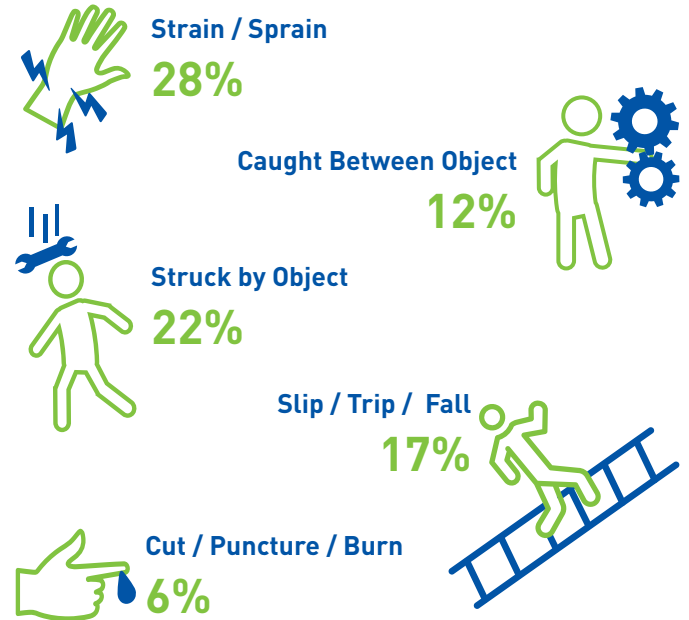 Strain / Sprain
28%
Caught Between Object
12%
Struck by Object
22%
Slip / Trip / Fall
17%
Cut / Puncture / Burn
6%